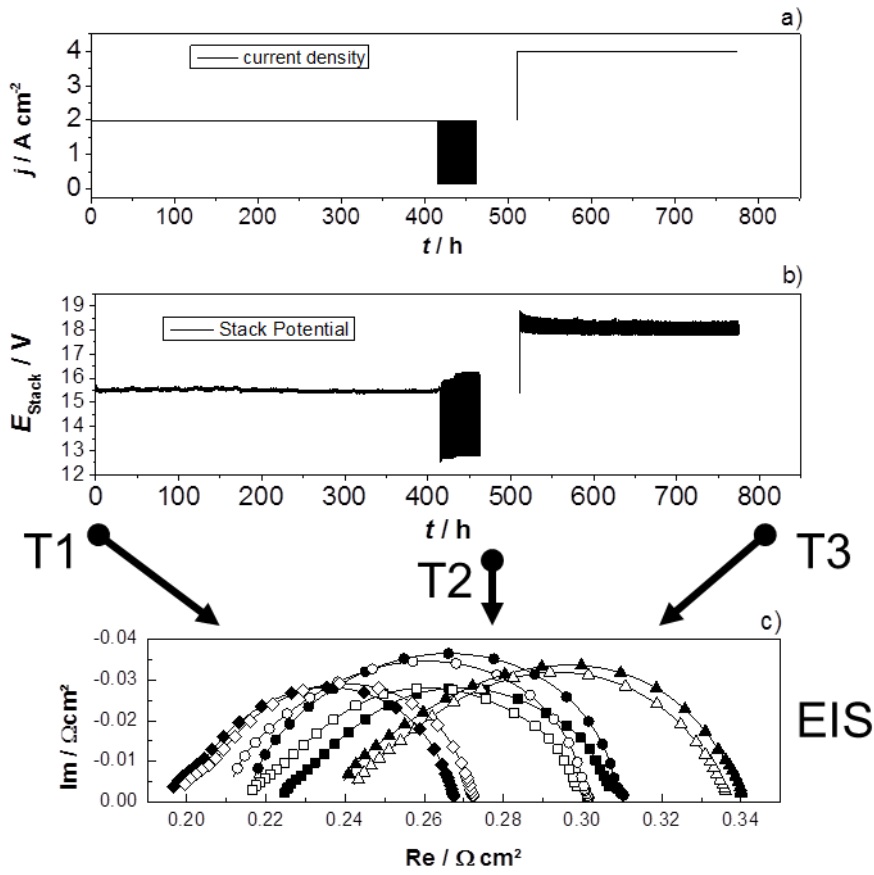 a)
current density
4
3
2
1
0
j / A cm⁻²
0 100 200 300 400 500 600 700 800
t / h
b)
Stack Potential
19
18
17
16
15
14
13
12
E Stack / V
0 100 200 300 400 500 600 700 800
t / h
T1
T2
T3
c)
-0.04
-0.03
-0.02
-0.01
0.00
Im / Ωcm²
EIS
0.20 0.22 0.24 0.26 0.28 0.30 0.32 0.34
Re / Ω cm²